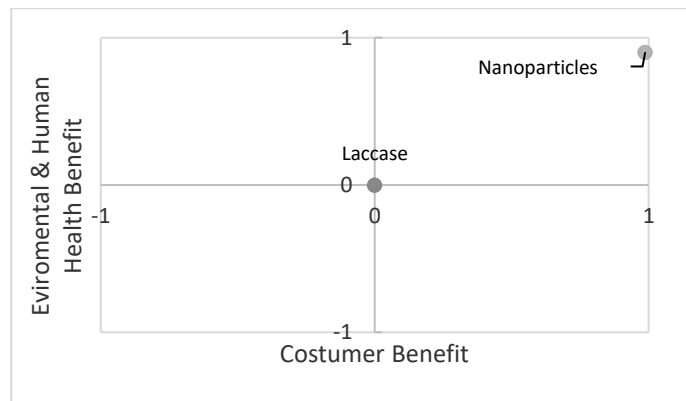 1
Nanoparticles
Laccase
0
-1
0
1
-1
Costumer Benefit
Eviromental & Human
Health Benefit